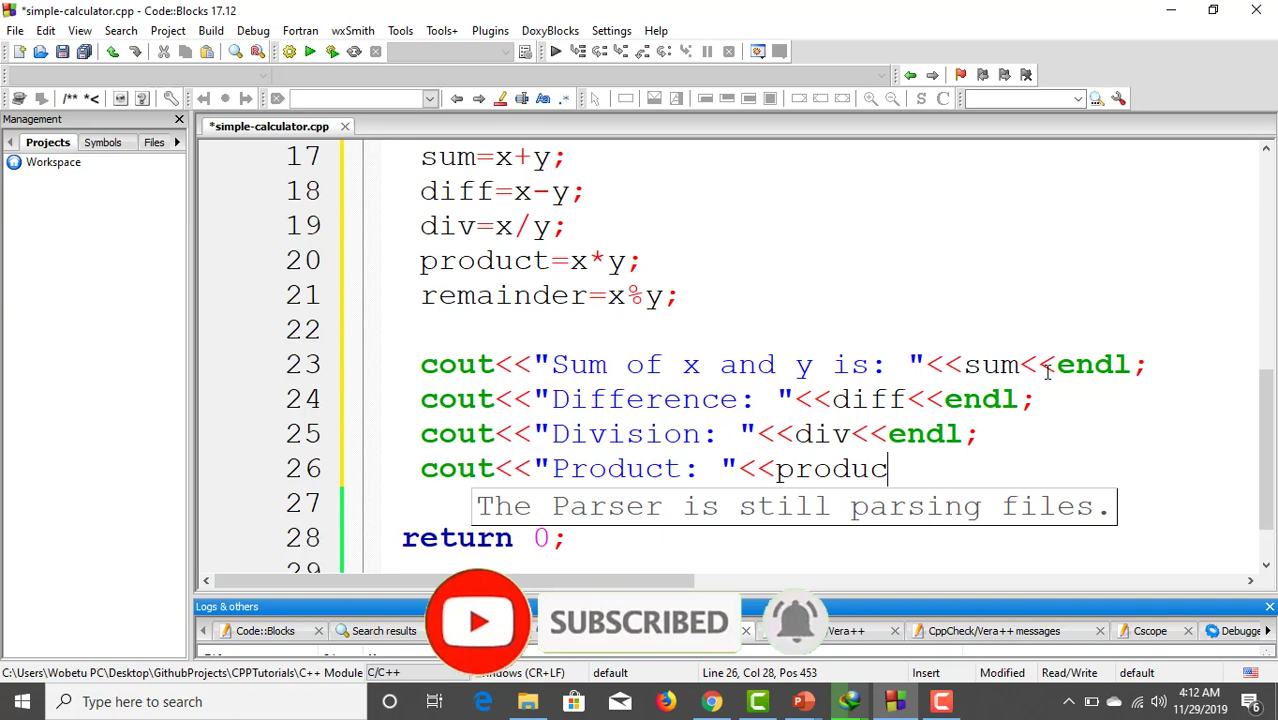 *simple-calculator.cpp - Code::Blocks 17.12
File Edit View Search Project Build Debug Fortran wxSmith Tools Tools+ Plugins DoxyBlocks Settings Help
/** *<
S C
Management
Projects Symbols Files
Workspace
*simple-calculator.cpp
17 sum=x+y;
18 diff=x-y;
19 div=x/y;
20 product=x*y;
21 remainder=x%y;
22
23 cout<<"Sum of x and y is: "<<sum<<endl;
24 cout<<"Difference: "<<diff<<endl;
25 cout<<"Division: "<<div<<endl;
26 cout<<"Product: "<<produc
27 The Parser is still parsing files.
28 return 0;
29
Logs & others
Code::Blocks Search results Vera++ CppCheck/Vera++ messages Cscope Debugge
SUBSCRIBED
C:\Users\Wobetu PC\Desktop\GithubProjects\CPPTutorials\C++ Module C/C++ ndows (CR+LF) default Line 26, Col 28, Pos 453 Insert Modified Read/Write default
Type here to search
4:12 AM
11/29/2019
6